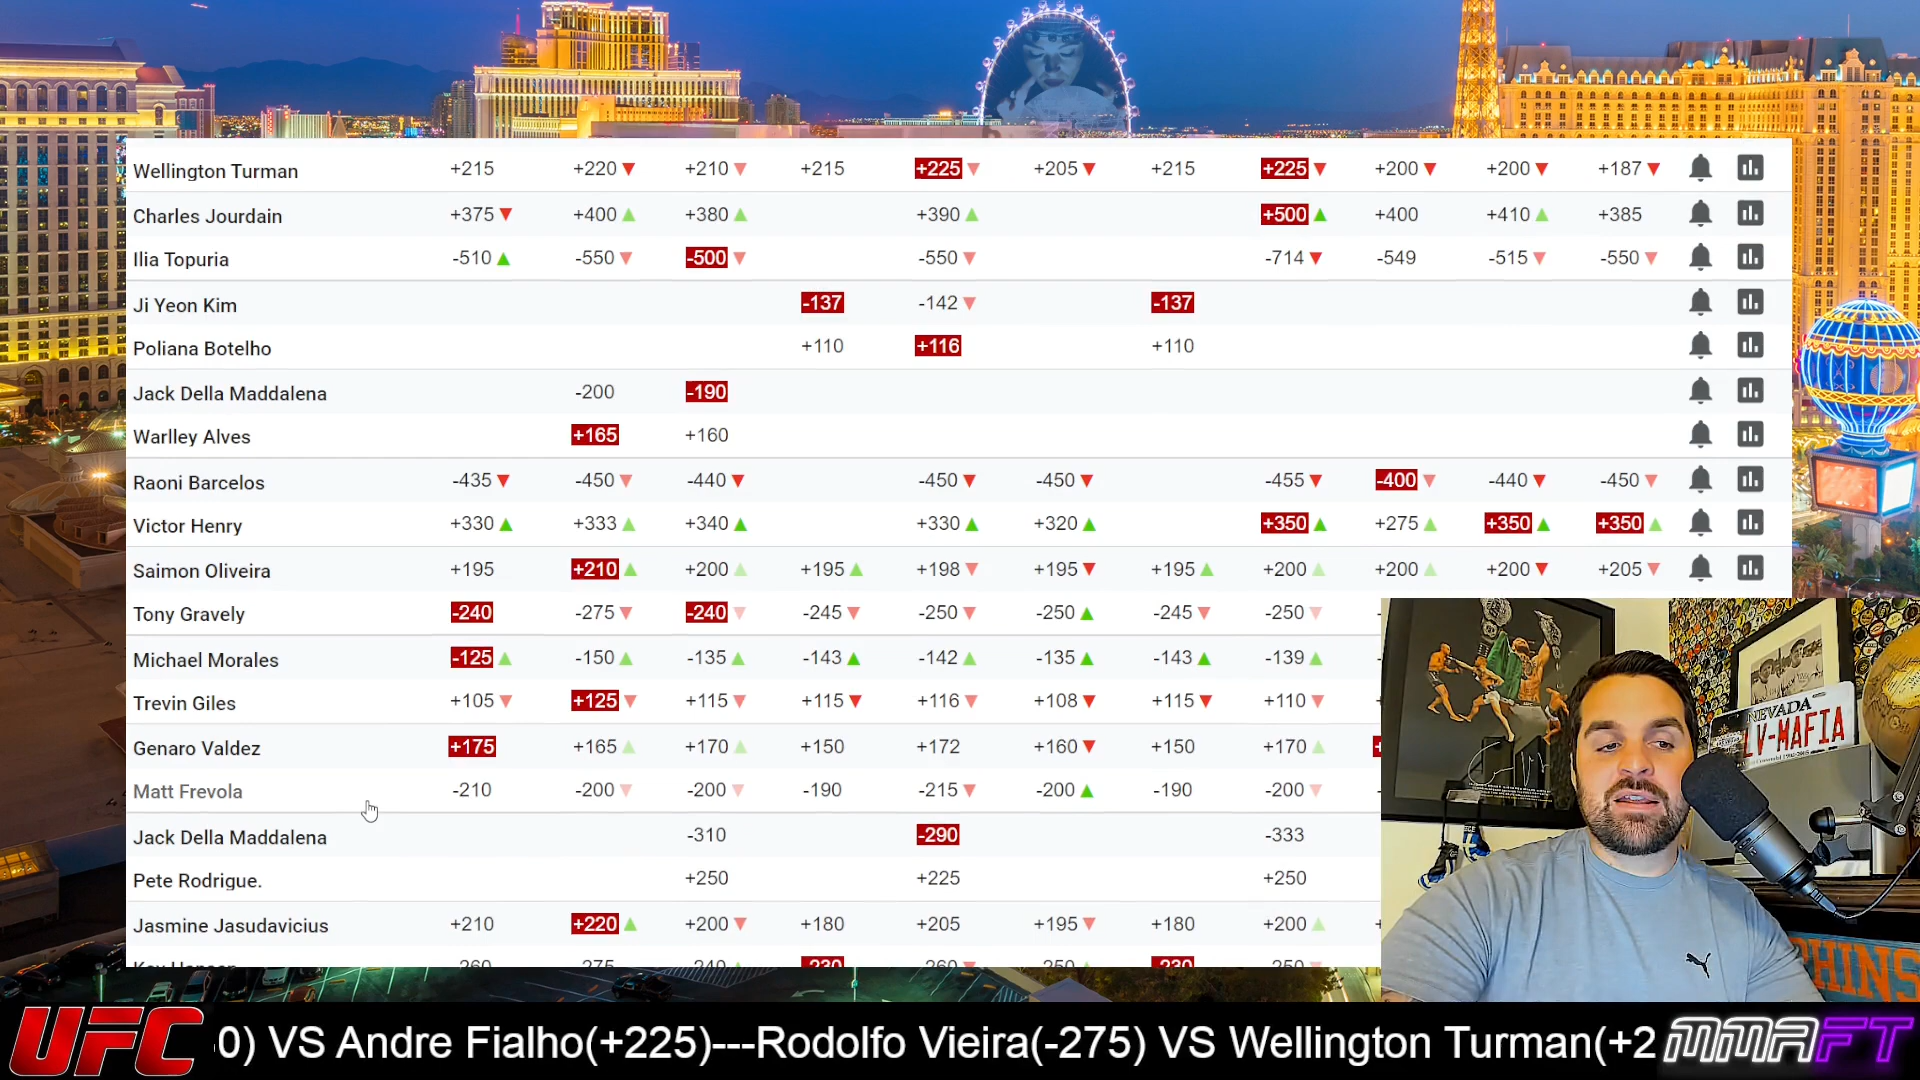 Wellington Turman +215 +220 +210 +215 +225 +205 +215 +225 +200 +200 +187
Charles Jourdain +375 +400 +380 +390 +500 +400 +410 +385
Ilia Topuria -510 -550 -500 -550 -714 -549 -515 -550
Ji Yeon Kim -137 -142 -137
Poliana Botelho +110 +116 +110
Jack Della Maddalena -200 -190
Warlley Alves +165 +160
Raoni Barcelos -435 -450 -440 -450 -450 -455 -400 -440 -450
Victor Henry +330 +333 +340 +330 +320 +350 +275 +350 +350
Saimon Oliveira +195 +210 +200 +195 +198 +195 +195 +200 +200 +200 +205
Tony Gravely -240 -275 -240 -245 -250 -250 -245 -250
Michael Morales -125 -150 -135 -143 -142 -135 -143 -139
Trevin Giles +105 +125 +115 +115 +116 +108 +115 +110
Genaro Valdez +175 +165 +170 +150 +172 +160 +150 +170
Matt Frevola -210 -200 -200 -190 -215 -200 -190 -200
Jack Della Maddalena -310 -290 -333
Pete Rodrigue. +250 +225 +250
Jasmine Jasudavicius +210 +220 +200 +180 +205 +195 +180 +200
NEVADA
LV-MAFIA
PHINS
UFC 0) VS Andre Fialho(+225)---Rodolfo Vieira(-275) VS Wellington Turman(+2 MMAFT